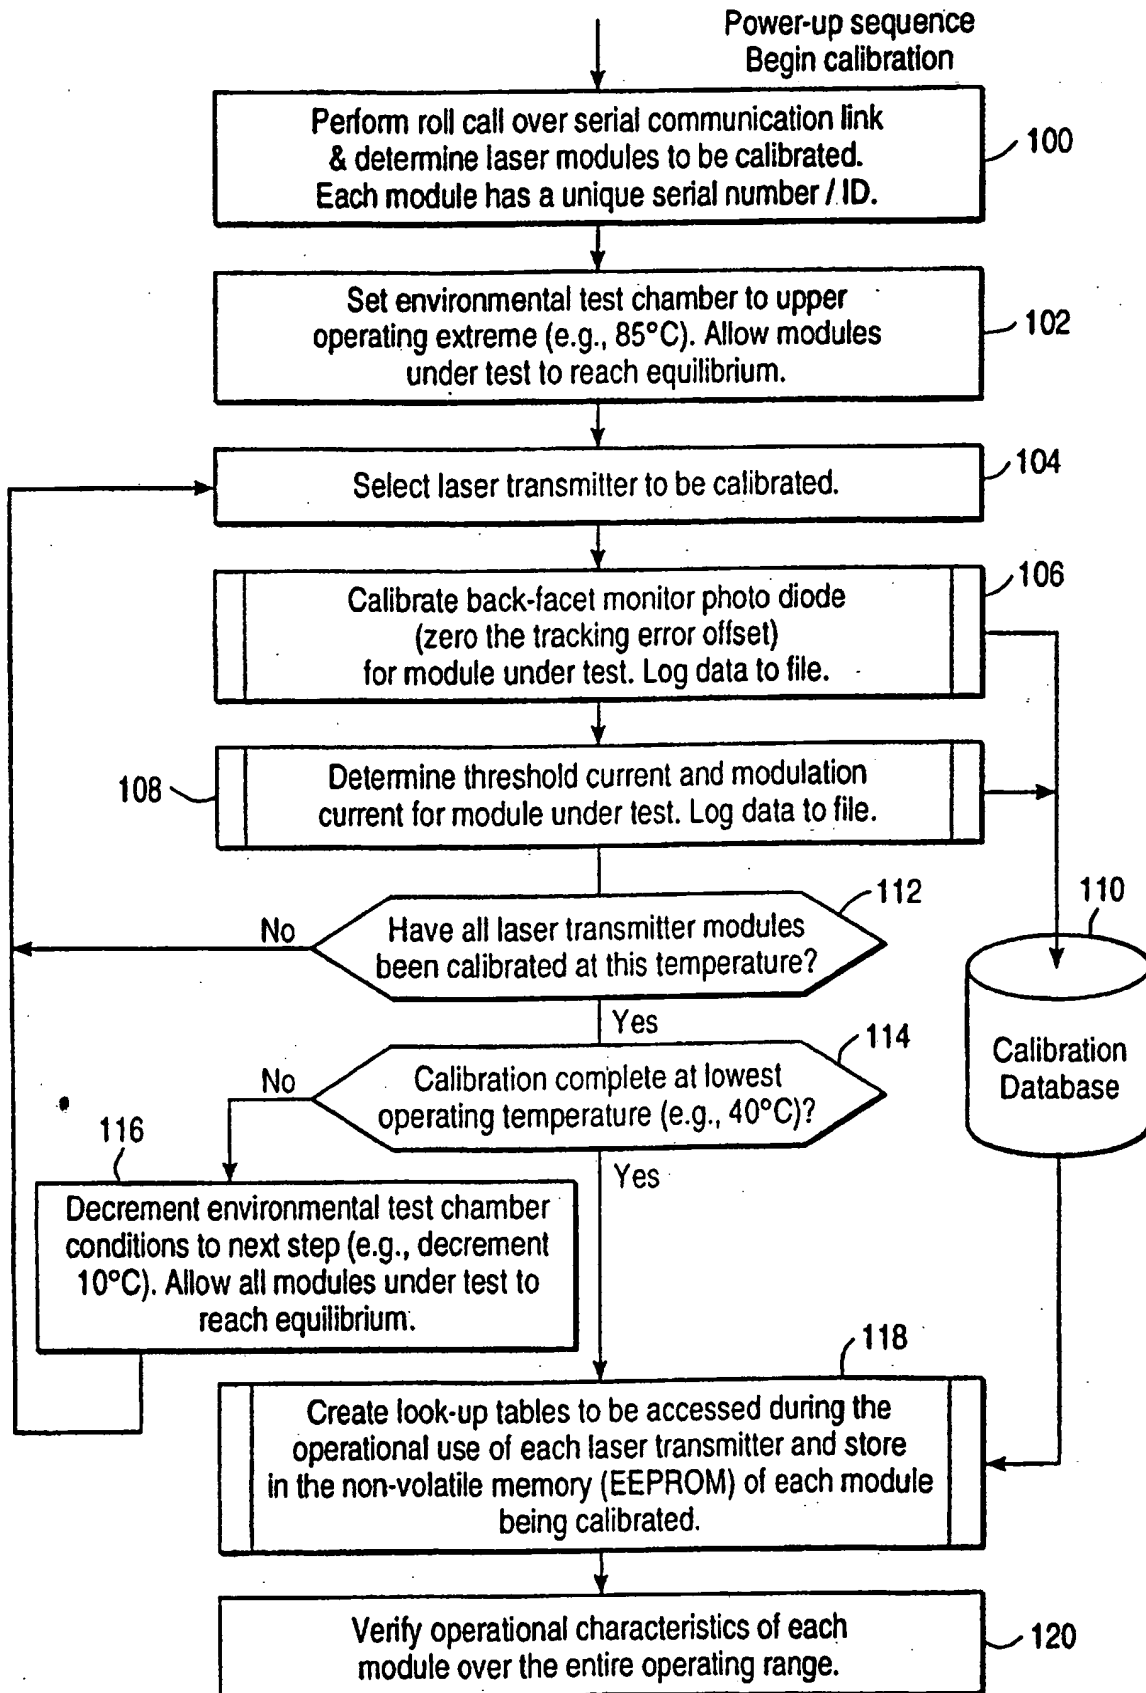 Power-up sequence
Begin calibration
Perform roll call over serial communication link
& determine laser modules to be calibrated.
Each module has a unique serial number / ID.
100
Set environmental test chamber to upper
operating extreme (e.g., 85°C). Allow modules
under test to reach equilibrium.
102
Select laser transmitter to be calibrated.
104
Calibrate back-facet monitor photo diode
(zero the tracking error offset)
for module under test. Log data to file.
106
108
Determine threshold current and modulation
current for module under test. Log data to file.
112
No
Have all laser transmitter modules
been calibrated at this temperature?
Yes
110
Calibration
Database
114
No
Calibration complete at lowest
operating temperature (e.g., 40°C)?
Yes
116
Decrement environmental test chamber
conditions to next step (e.g., decrement
10°C). Allow all modules under test to
reach equilibrium.
118
Create look-up tables to be accessed during the
operational use of each laser transmitter and store
in the non-volatile memory (EEPROM) of each module
being calibrated.
Verify operational characteristics of each
module over the entire operating range.
120